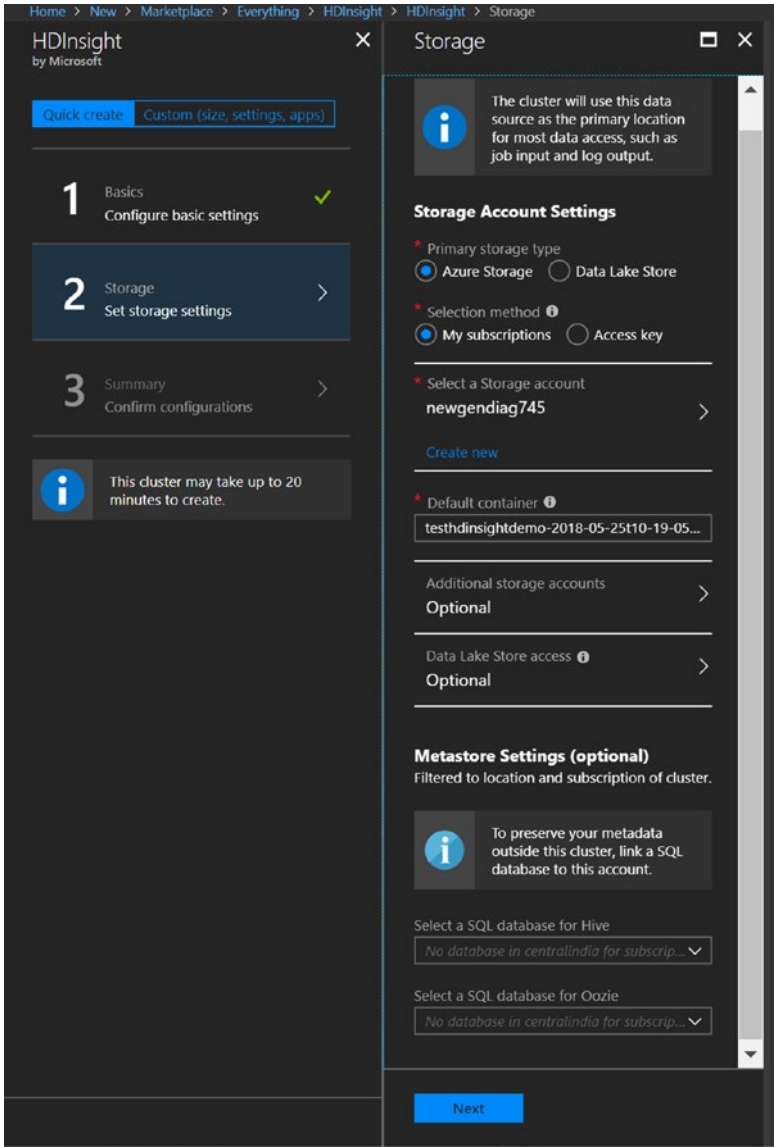 Home > New > Marketplace > Everything > HDInsight > HDInsight > Storage
HDInsight
by Microsoft
Quick create
Custom (size, settings, apps)
1
Basics
Configure basic settings
2
Storage
Set storage settings
3
Summary
Confirm configurations
This cluster may take up to 20
minutes to create.
Storage
The cluster will use this data
source as the primary location
for most data access, such as
job input and log output.
Storage Account Settings
* Primary storage type
Azure Storage
Data Lake Store
* Selection method
My subscriptions
Access key
* Select a Storage account
newgendiag745
Create new
* Default container
testhdinsightdemo-2018-05-25t10-19-05...
Additional storage accounts
Optional
Data Lake Store access
Optional
Metastore Settings (optional)
Filtered to location and subscription of cluster.
To preserve your metadata
outside this cluster, link a SQL
database to this account.
Select a SQL database for Hive
No database in centralindia for subscrip...
Select a SQL database for Oozie
No database in centralindia for subscrip...
Next